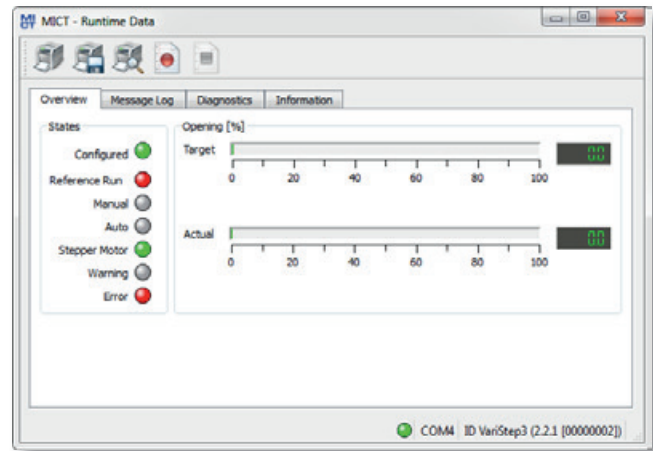 MICT - Runtime Data
Overview Message Log Diagnostics Information
States
Configured
Reference Run
Manual
Auto
Stepper Motor
Warning
Error
Opening [%]
Target
0.0
0 20 40 60 80 100
Actual
0.0
0 20 40 60 80 100
COM4 ID VariStep3 (2.2.1 [00000002])